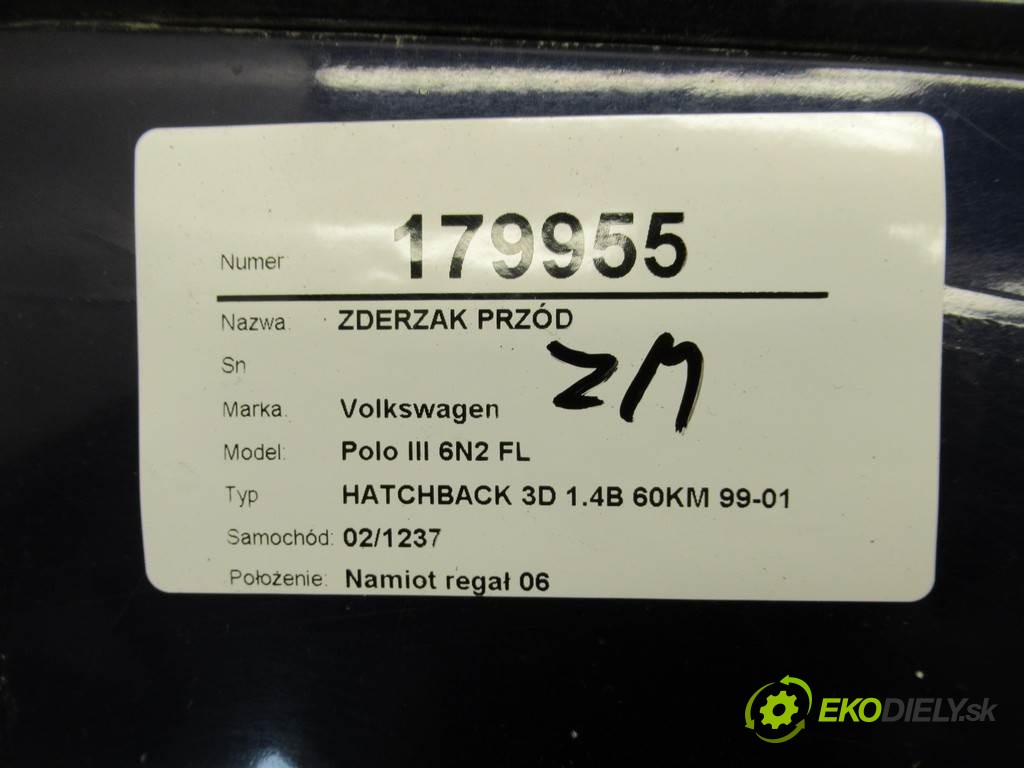 Numer 179955
Nazwa: ZDERZAK PRZÓD
Sn
ZM
Marka: Volkswagen
Model: Polo III 6N2 FL
Typ HATCHBACK 3D 1.4B 60KM 99-01
Samochód: 02/1237
Położenie: Namiot regał 06
EKODIELY.sk